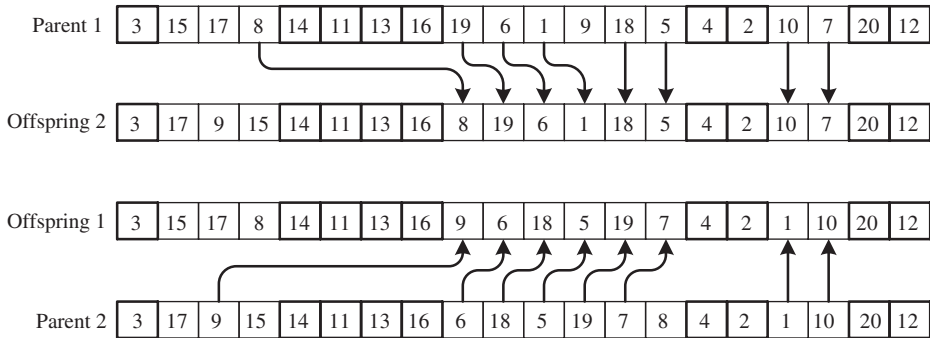 Parent 1 3 15 17 8 14 11 13 16 19 6 1 9 18 5 4 2 10 7 20 12
Offspring 2 3 17 9 15 14 11 13 16 8 19 6 1 18 5 4 2 10 7 20 12
Offspring 1 3 15 17 8 14 11 13 16 9 6 18 5 19 7 4 2 1 10 20 12
Parent 2 3 17 9 15 14 11 13 16 6 18 5 19 7 8 4 2 1 10 20 12